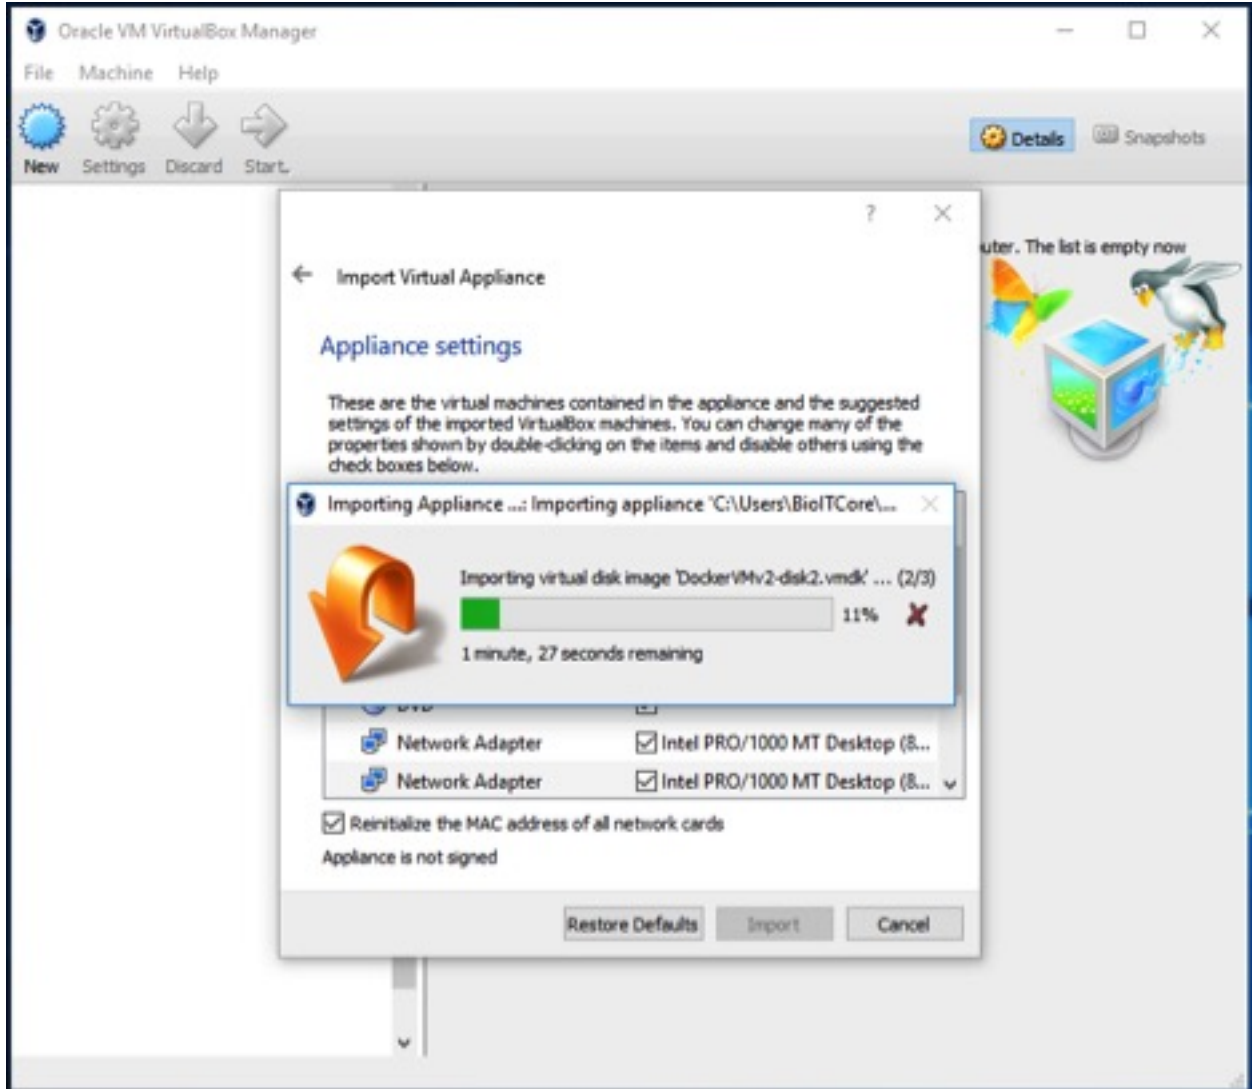 Oracle VM VirtualBox Manager
File Machine Help
New Settings Discard Start.
Details Snapshots
uter. The list is empty now
?
Import Virtual Appliance
Appliance settings
These are the virtual machines contained in the appliance and the suggested
settings of the imported VirtualBox machines. You can change many of the
properties shown by double-clicking on the items and disable others using the
check boxes below.
Importing Appliance ...: Importing appliance 'C:\Users\BioITCore\...
Importing virtual disk image 'DockerVMv2-disk2.vmdk' ... (2/3)
11%
1 minute, 27 seconds remaining
DVD
Network Adapter Intel PRO/1000 MT Desktop (8...
Network Adapter Intel PRO/1000 MT Desktop (8...
Reinitialize the MAC address of all network cards
Appliance is not signed
Restore Defaults Import Cancel